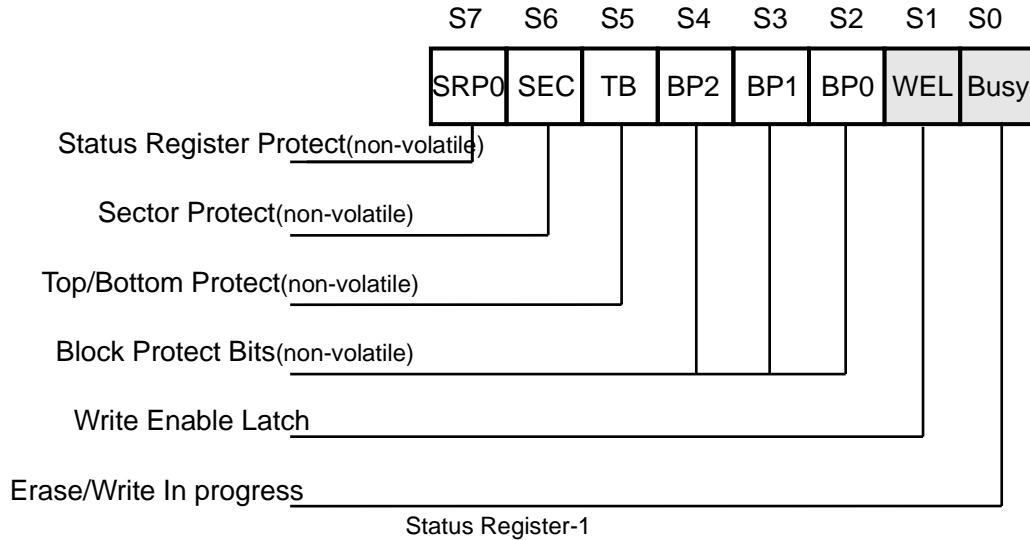 S7 S6 S5 S4 S3 S2 S1 S0
SRP0 SEC TB BP2 BP1 BP0 WEL Busy
Status Register Protect(non-volatile)
Sector Protect(non-volatile)
Top/Bottom Protect(non-volatile)
Block Protect Bits(non-volatile)
Write Enable Latch
Erase/Write In progress
Status Register-1